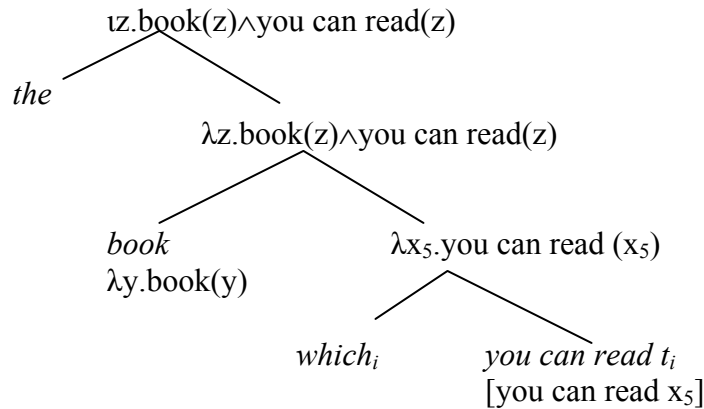 ιz.book(z)∧you can read(z)
the
λz.book(z)∧you can read(z)
book
λx₅.you can read (x₅)
λy.book(y)
whichᵢ
you can read tᵢ
[you can read x₅]